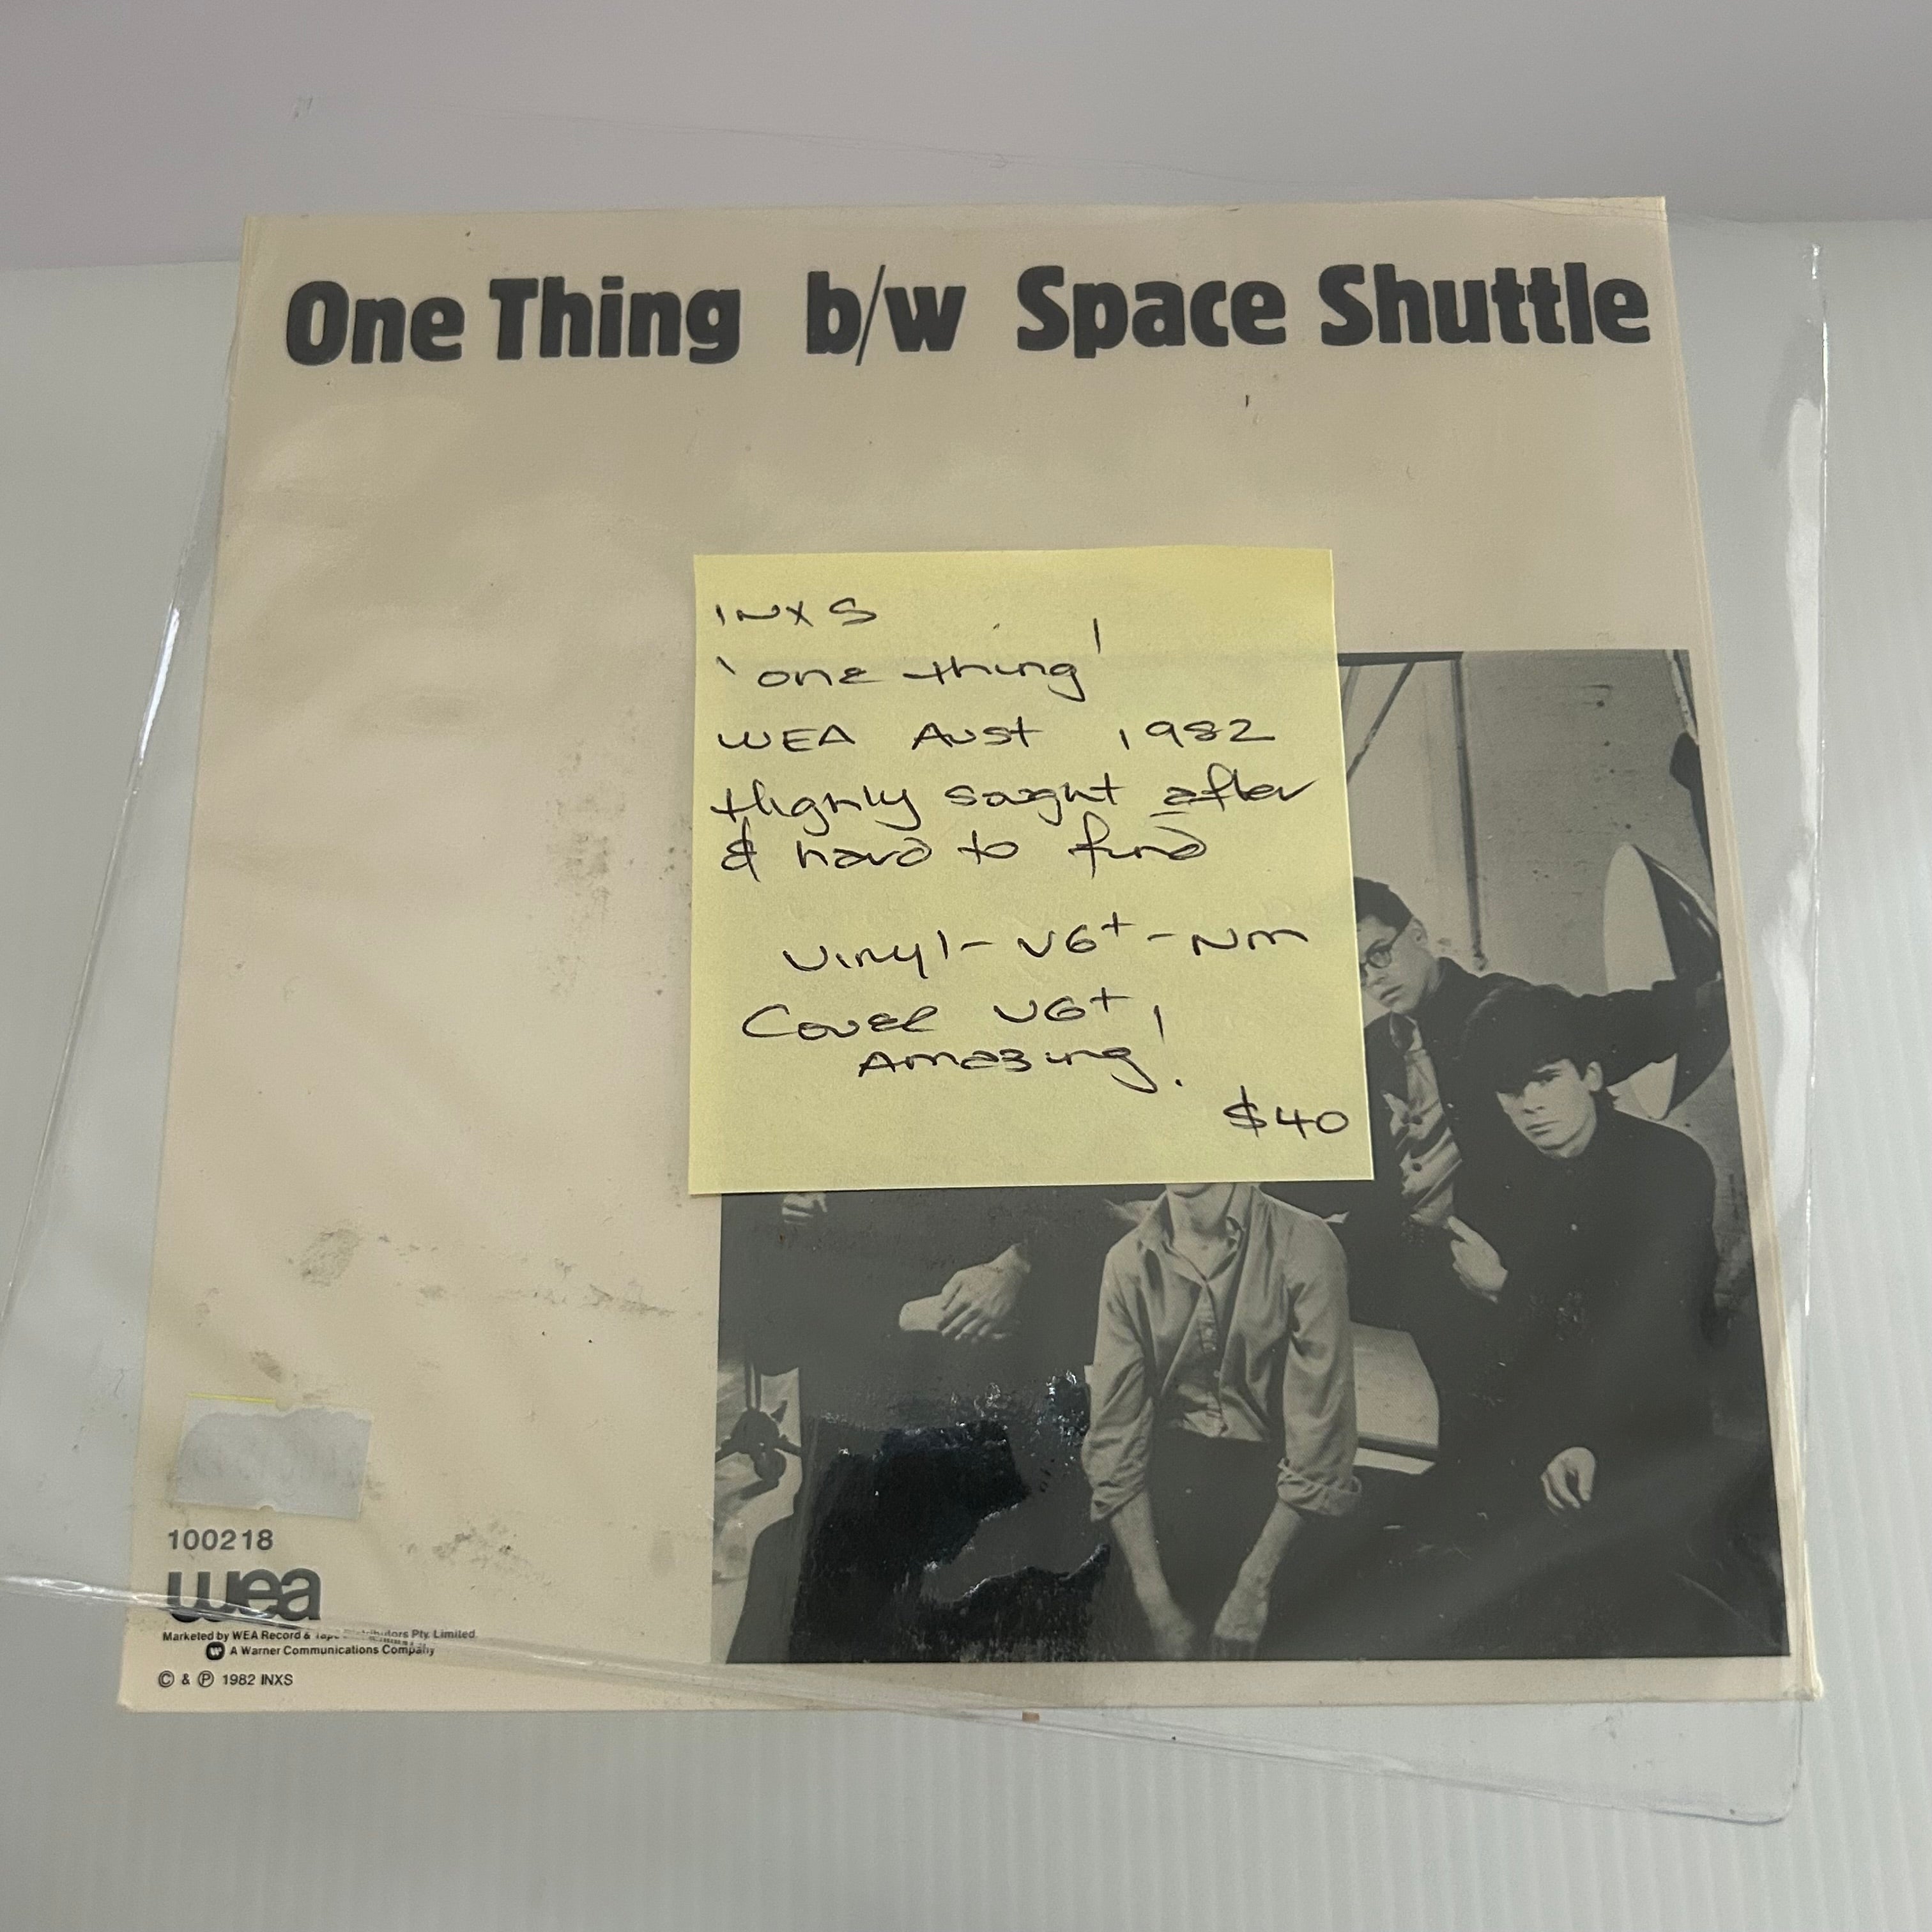 One Thing b/w Space Shuttle
INXS
'one thing'
WEA Aust 1982
Highly saught after
& hard to find
Vinyl - VG+ - NM
Cover VG+
Amazing!
$40
100218
wea
Marketed by WEA Record & Tape Distributors Pty. Limited.
A Warner Communications Company
© & ℗ 1982 INXS